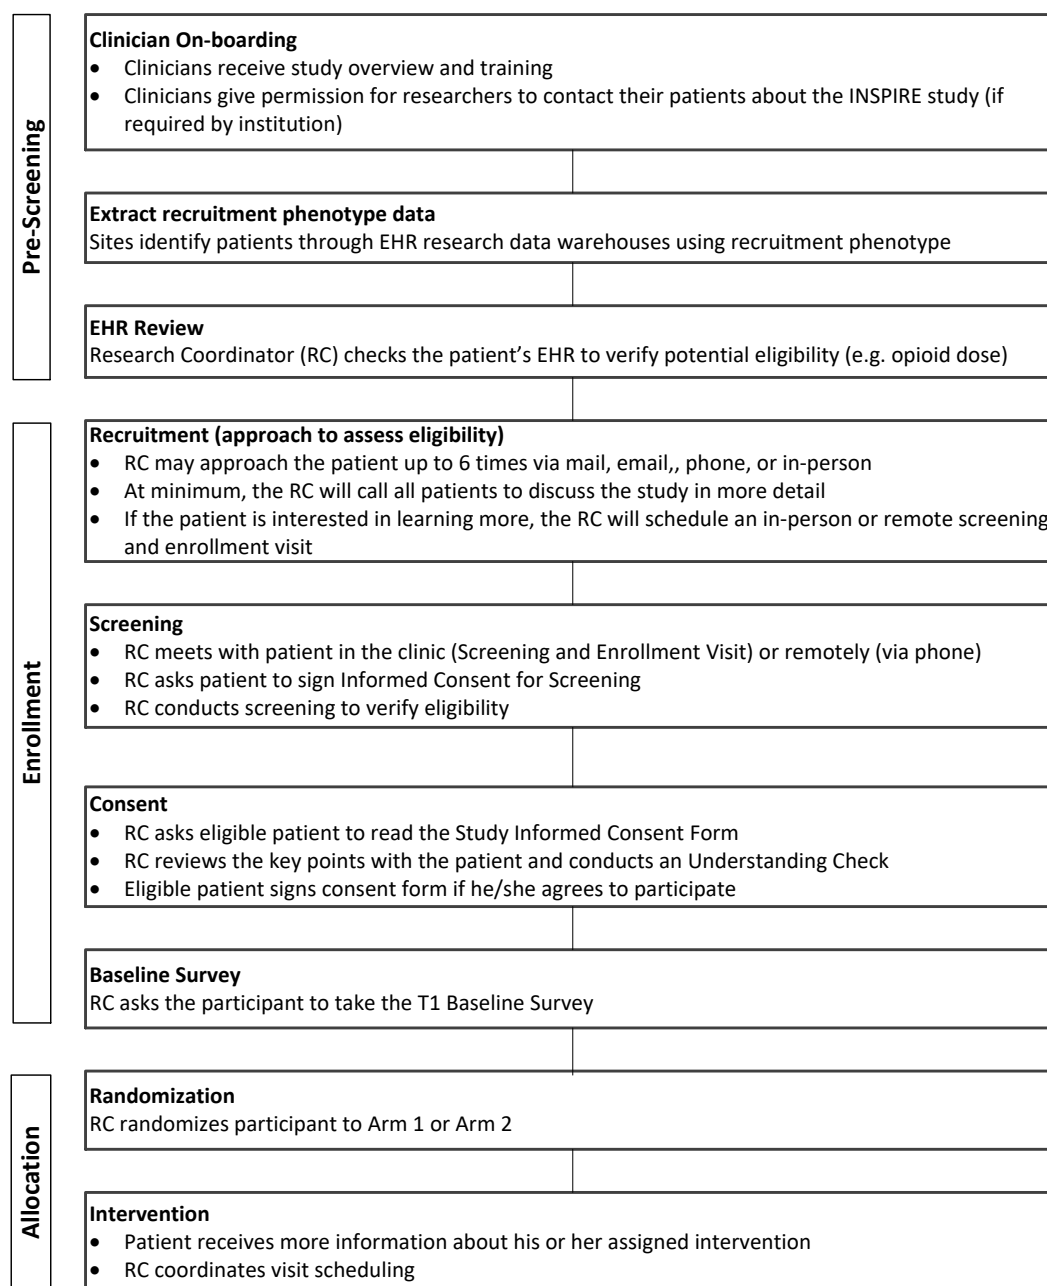 Pre-Screening
Clinician On-boarding
• Clinicians receive study overview and training
• Clinicians give permission for researchers to contact their patients about the INSPIRE study (if
required by institution)
Extract recruitment phenotype data
Sites identify patients through EHR research data warehouses using recruitment phenotype
EHR Review
Research Coordinator (RC) checks the patient’s EHR to verify potential eligibility (e.g. opioid dose)
Enrollment
Recruitment (approach to assess eligibility)
• RC may approach the patient up to 6 times via mail, email,, phone, or in-person
• At minimum, the RC will call all patients to discuss the study in more detail
• If the patient is interested in learning more, the RC will schedule an in-person or remote screening
and enrollment visit
Screening
• RC meets with patient in the clinic (Screening and Enrollment Visit) or remotely (via phone)
• RC asks patient to sign Informed Consent for Screening
• RC conducts screening to verify eligibility
Consent
• RC asks eligible patient to read the Study Informed Consent Form
• RC reviews the key points with the patient and conducts an Understanding Check
• Eligible patient signs consent form if he/she agrees to participate
Baseline Survey
RC asks the participant to take the T1 Baseline Survey
Allocation
Randomization
RC randomizes participant to Arm 1 or Arm 2
Intervention
• Patient receives more information about his or her assigned intervention
• RC coordinates visit scheduling